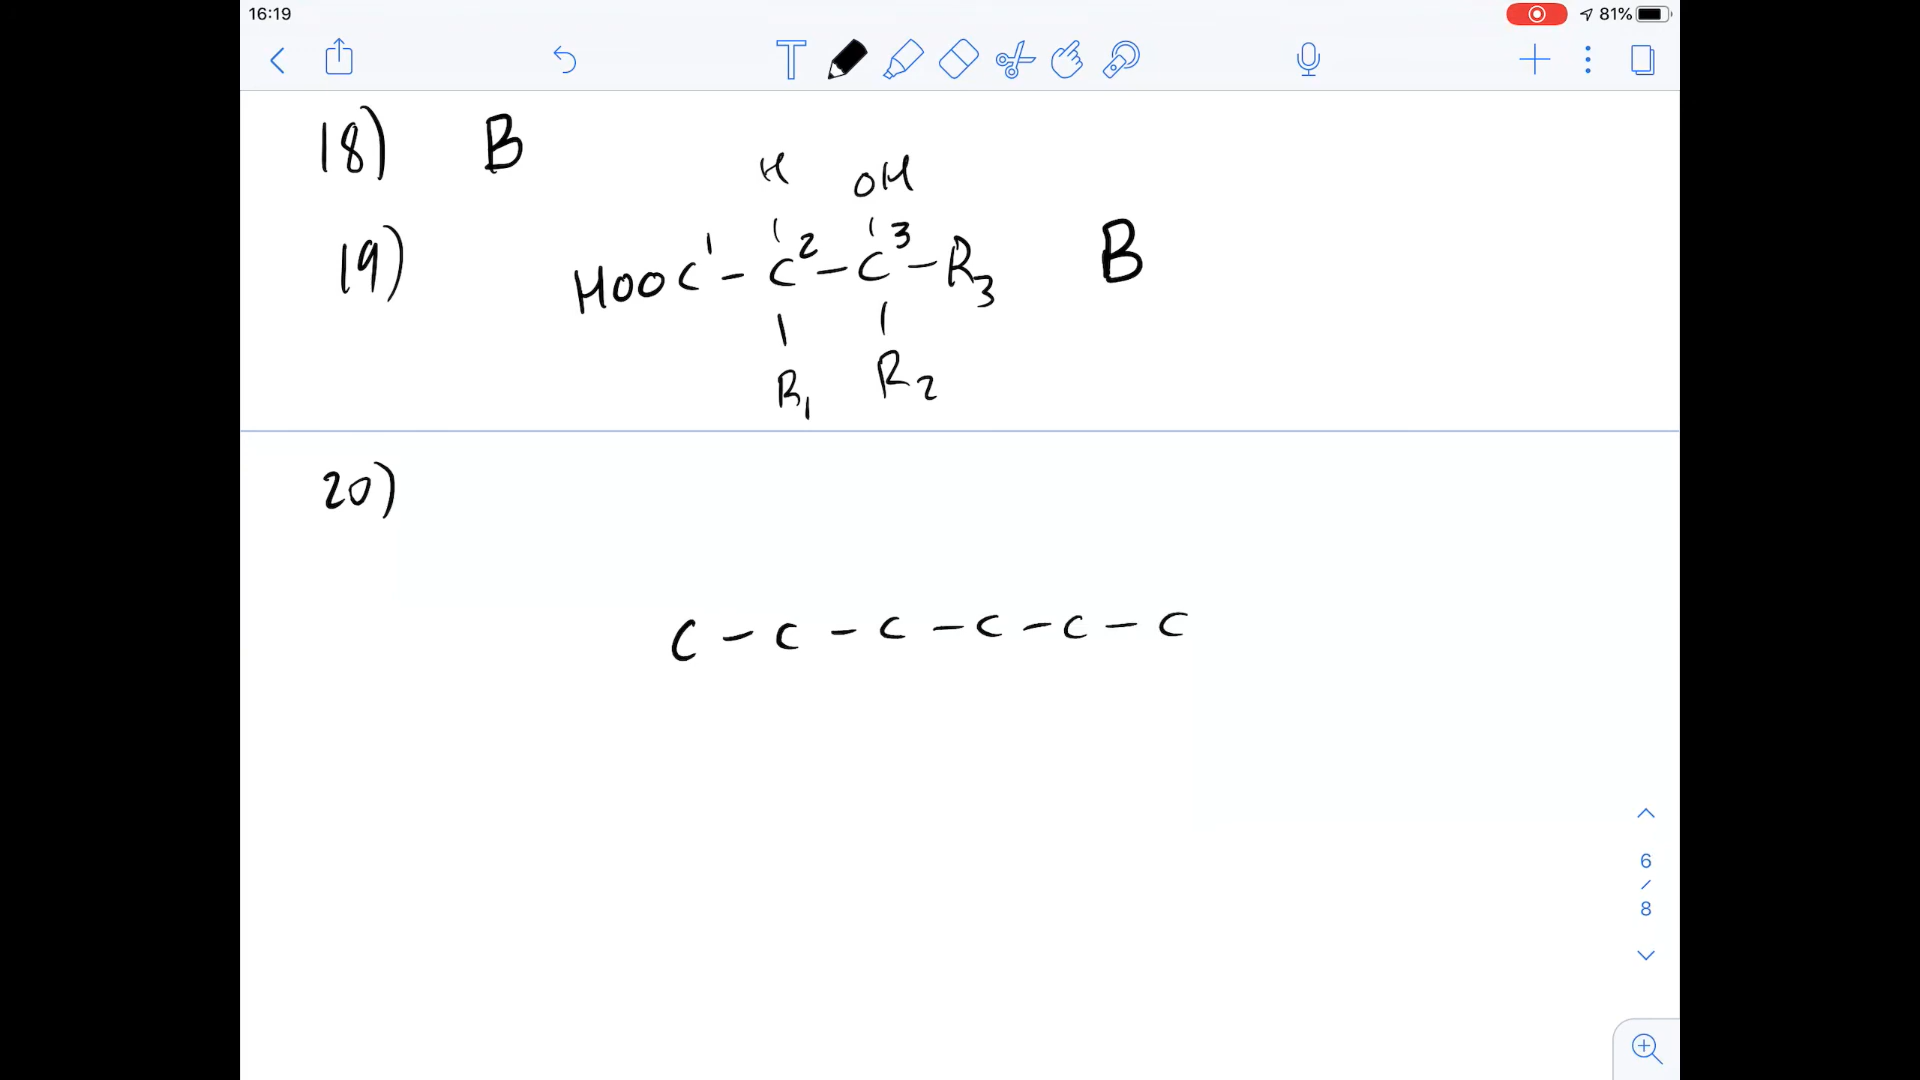 16:19
81%
T
18) B
H OH
19) HOOC1 - C2 - C3 - R3 B
R1 R2
20)
C - C - C - C - C - C
6
/
8